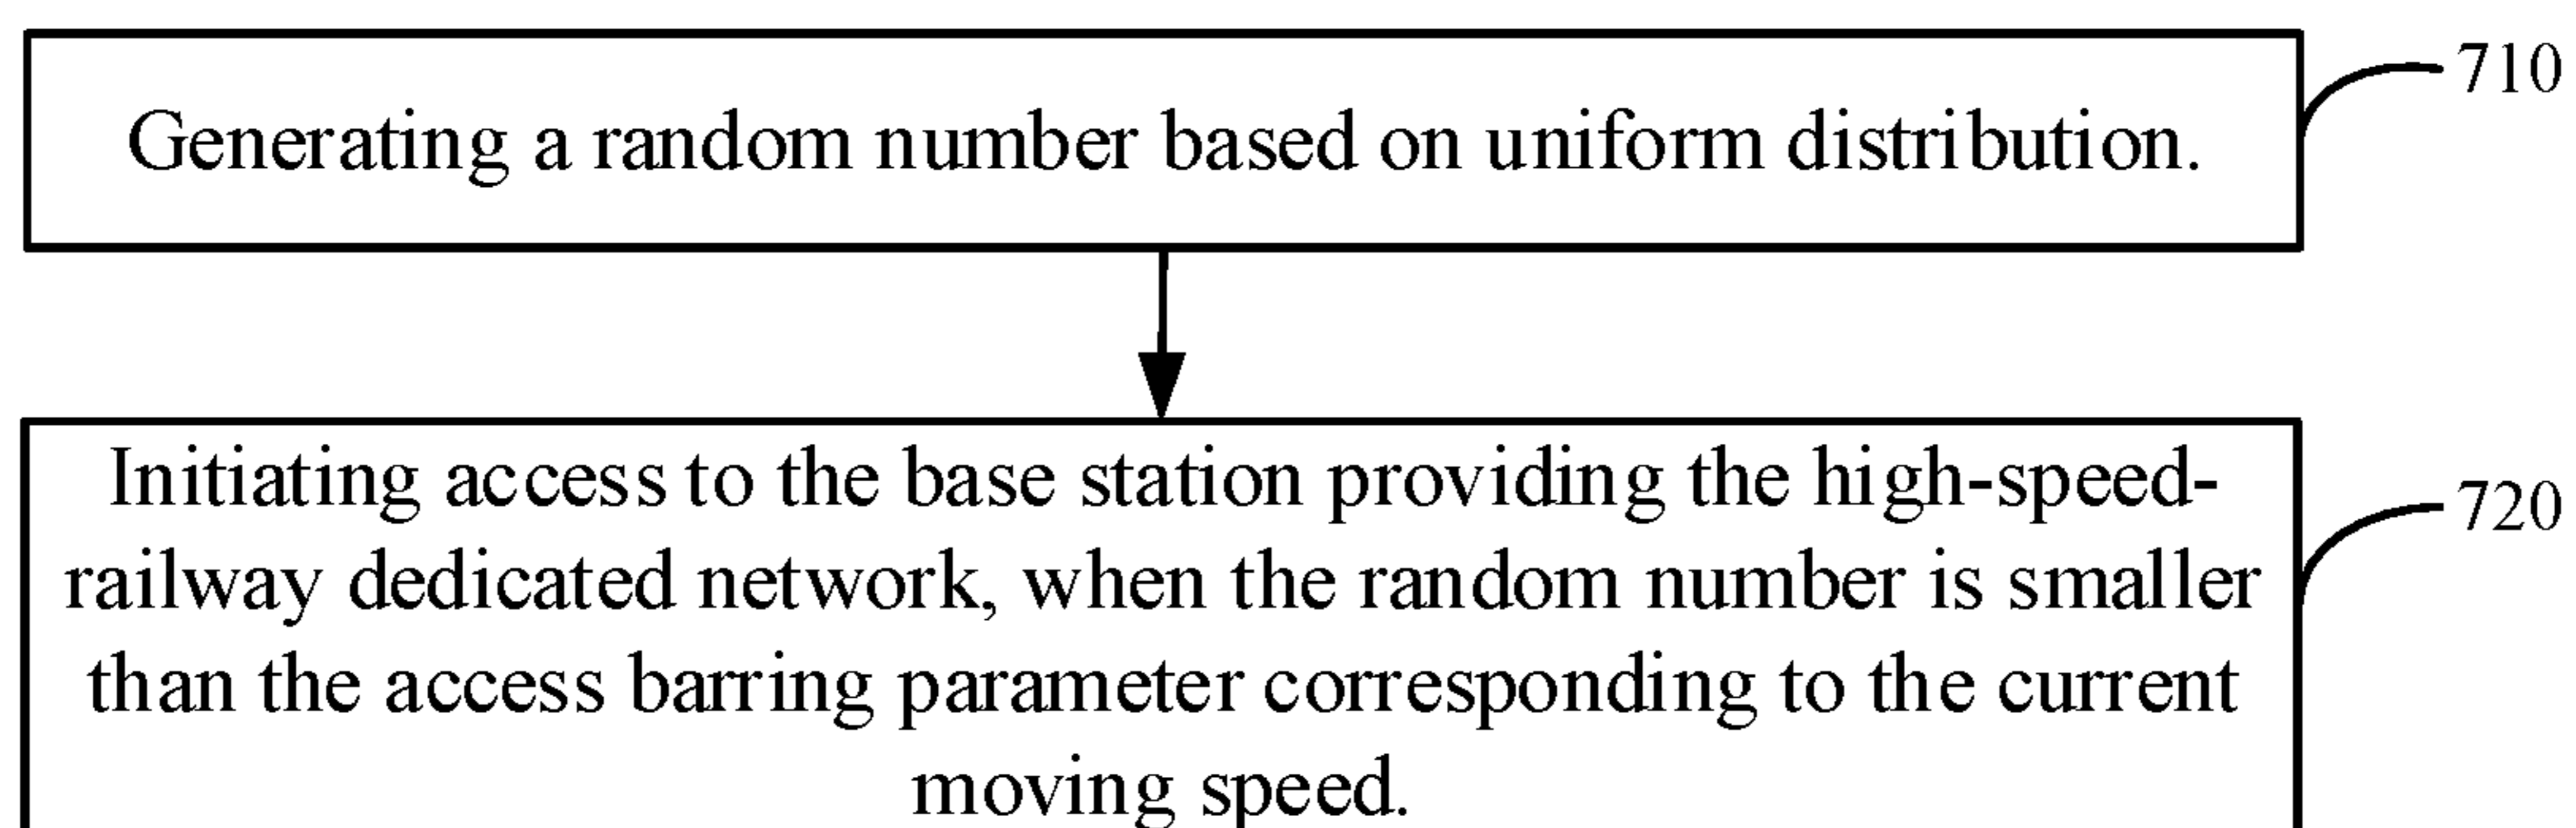 Generating a random number based on uniform distribution.
710
Initiating access to the base station providing the high-speed-
railway dedicated network, when the random number is smaller
than the access barring parameter corresponding to the current
moving speed.
720